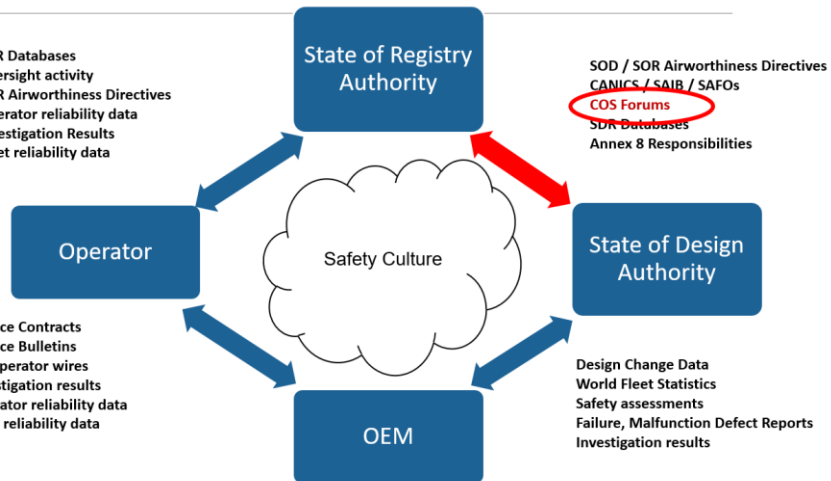 State of Registry
Authority
R Databases
ersight activity
R Airworthiness Directives
erator reliability data
estigation Results
et reliability data
SOD / SOR Airworthiness Directives
CANICS / SAIB / SAFOs
COS Forums
SDR Databases
Annex 8 Responsibilities
Operator
Safety Culture
State of Design
Authority
ce Contracts
ce Bulletins
perator wires
stigation results
ator reliability data
reliability data
Design Change Data
World Fleet Statistics
Safety assessments
Failure, Malfunction Defect Reports
Investigation results
OEM